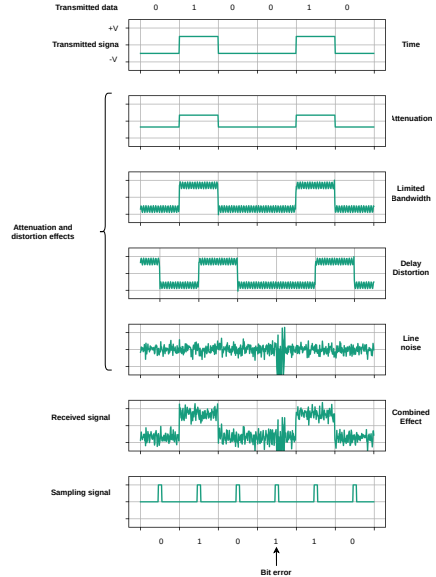 Transmitted data 0 1 0 0 1 0
+V
Transmitted signa
-V
Time
Attenuation
Limited
Bandwidth
Attenuation and
distortion effects
Delay
Distortion
Line
noise
Received signal
Combined
Effect
Sampling signal
0 1 0 1 1 0
Bit error